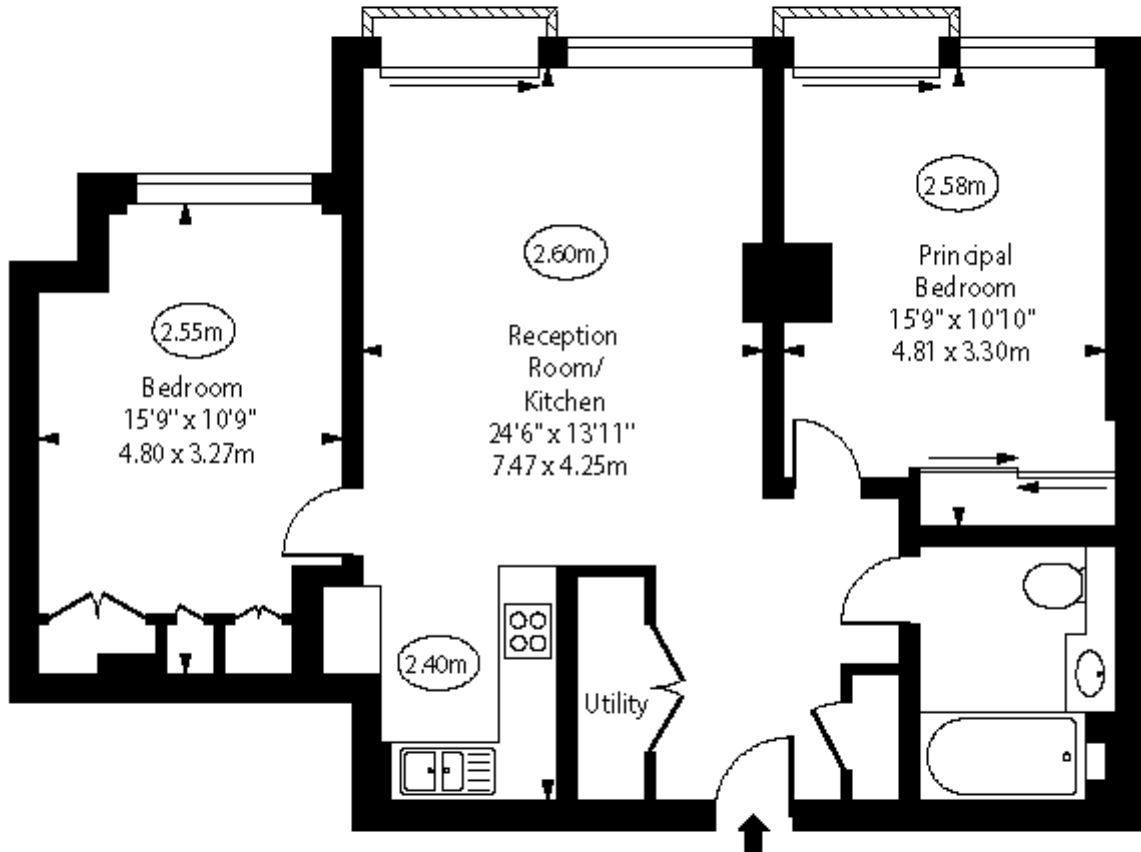 2.58m
Principal
Bedroom
15'9" x 10'10"
4.81 x 3.30m
2.60m
Reception
Room/
Kitchen
24'6" x 13'11"
7.47 x 4.25m
2.55m
Bedroom
15'9" x 10'9"
4.80 x 3.27m
2.40m
Utility